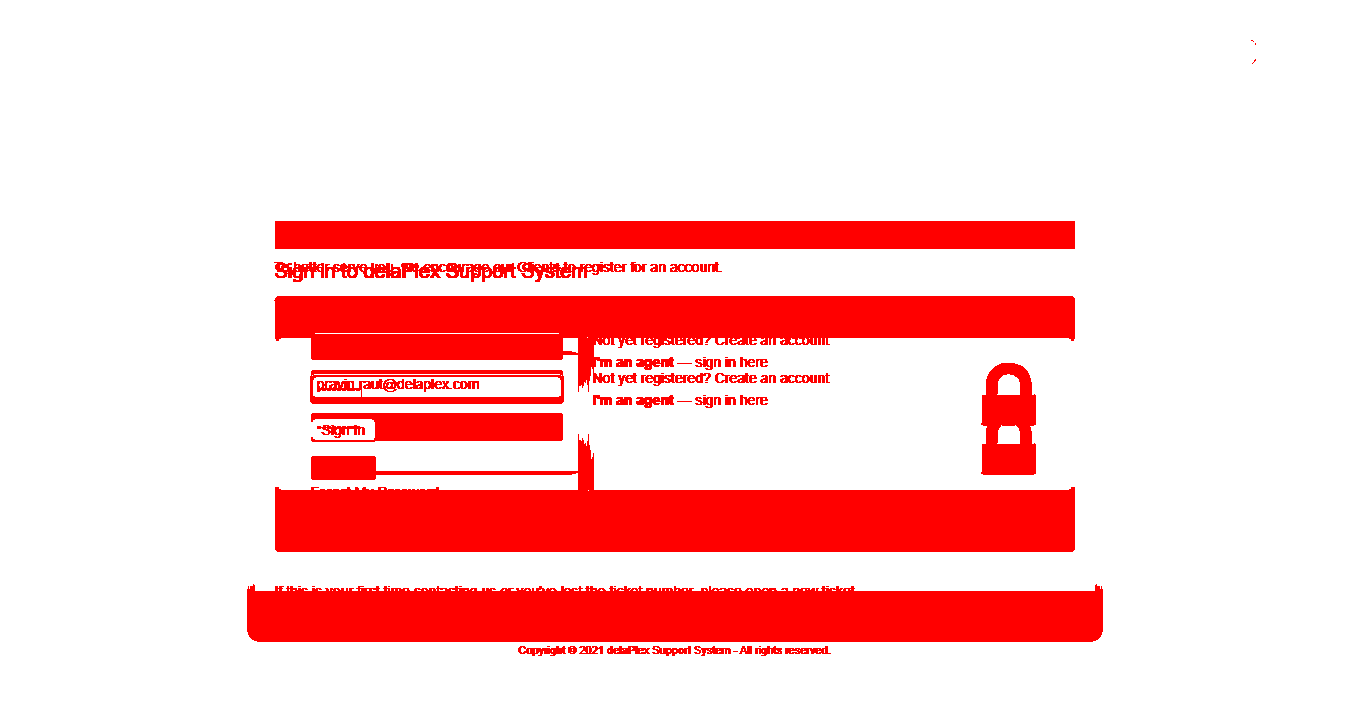 To better serve you, we encourage our Clients to register for an account.
Sign in to delaPlex Support System
Not yet registered? Create an account
I'm an agent — sign in here
Not yet registered? Create an account
pravin.raut@delaplex.com
I'm an agent — sign in here
Sign In
Forgot My Password
If this is your first time contacting us or you've lost the ticket number, please open a new ticket
Copyright © 2021 delaPlex Support System - All rights reserved.